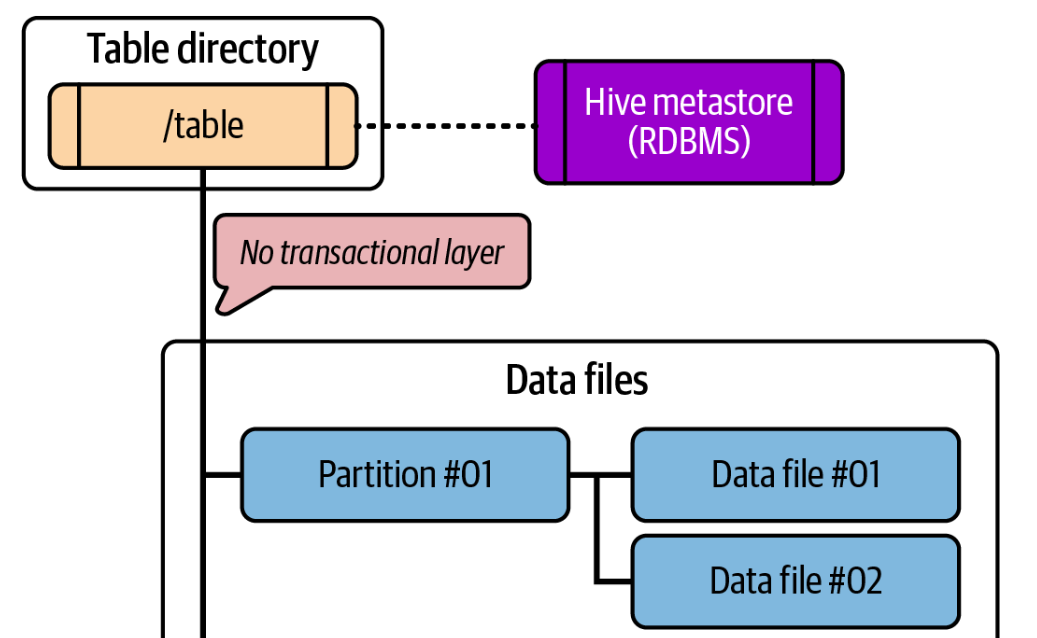 Table directory
/table
Hive metastore
(RDBMS)
No transactional layer
Data files
Partition #01
Data file #01
Data file #02